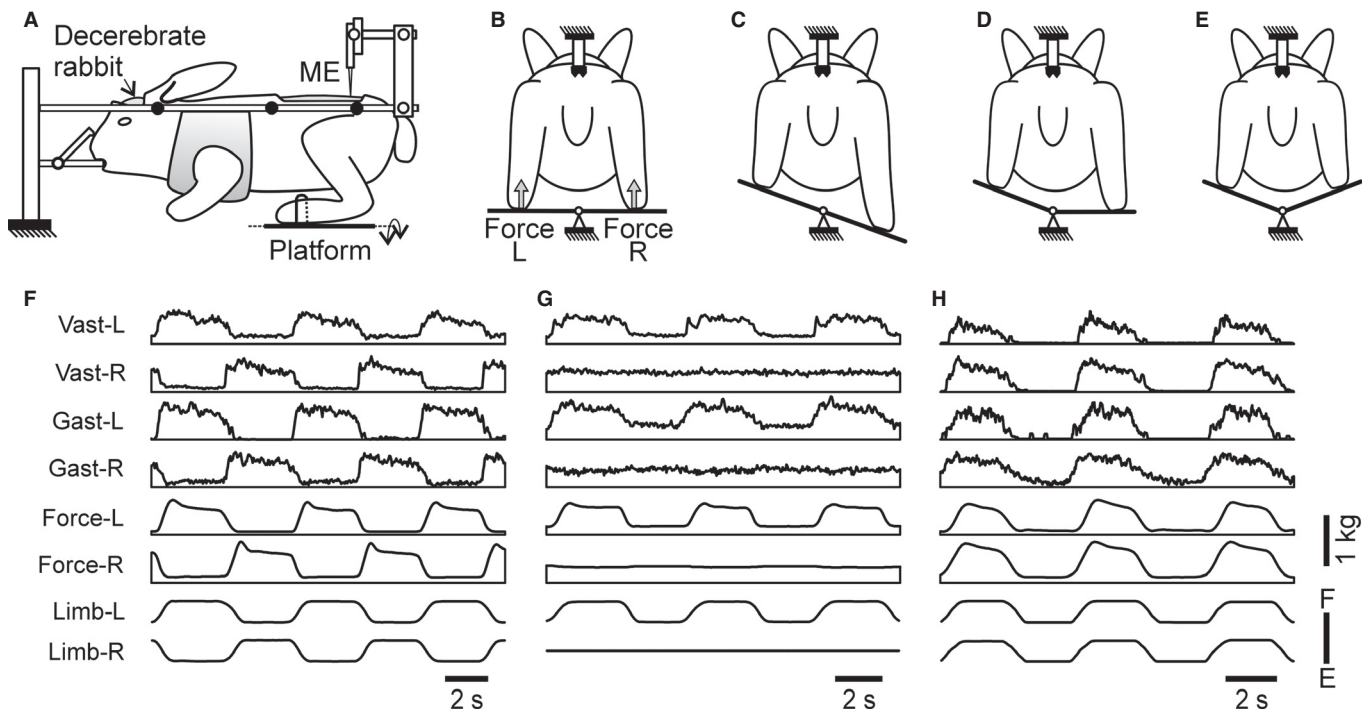 A
B
C
D
E
Decerebrate
rabbit
ME
Platform
Force
L
Force
R
F
G
H
Vast-L
Vast-R
Gast-L
Gast-R
Force-L
Force-R
Limb-L
Limb-R
1 kg
F
E
2 s
2 s
2 s